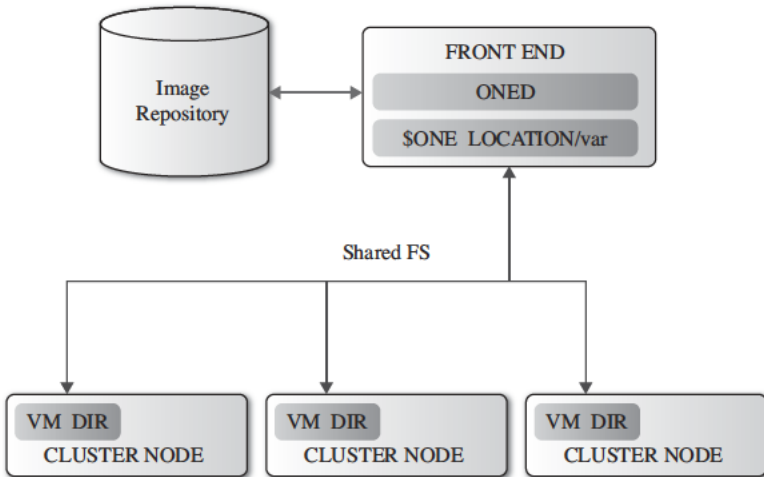 Image
Repository
FRONT END
ONED
$ONE LOCATION/var
Shared FS
VM DIR
CLUSTER NODE
VM DIR
CLUSTER NODE
VM DIR
CLUSTER NODE